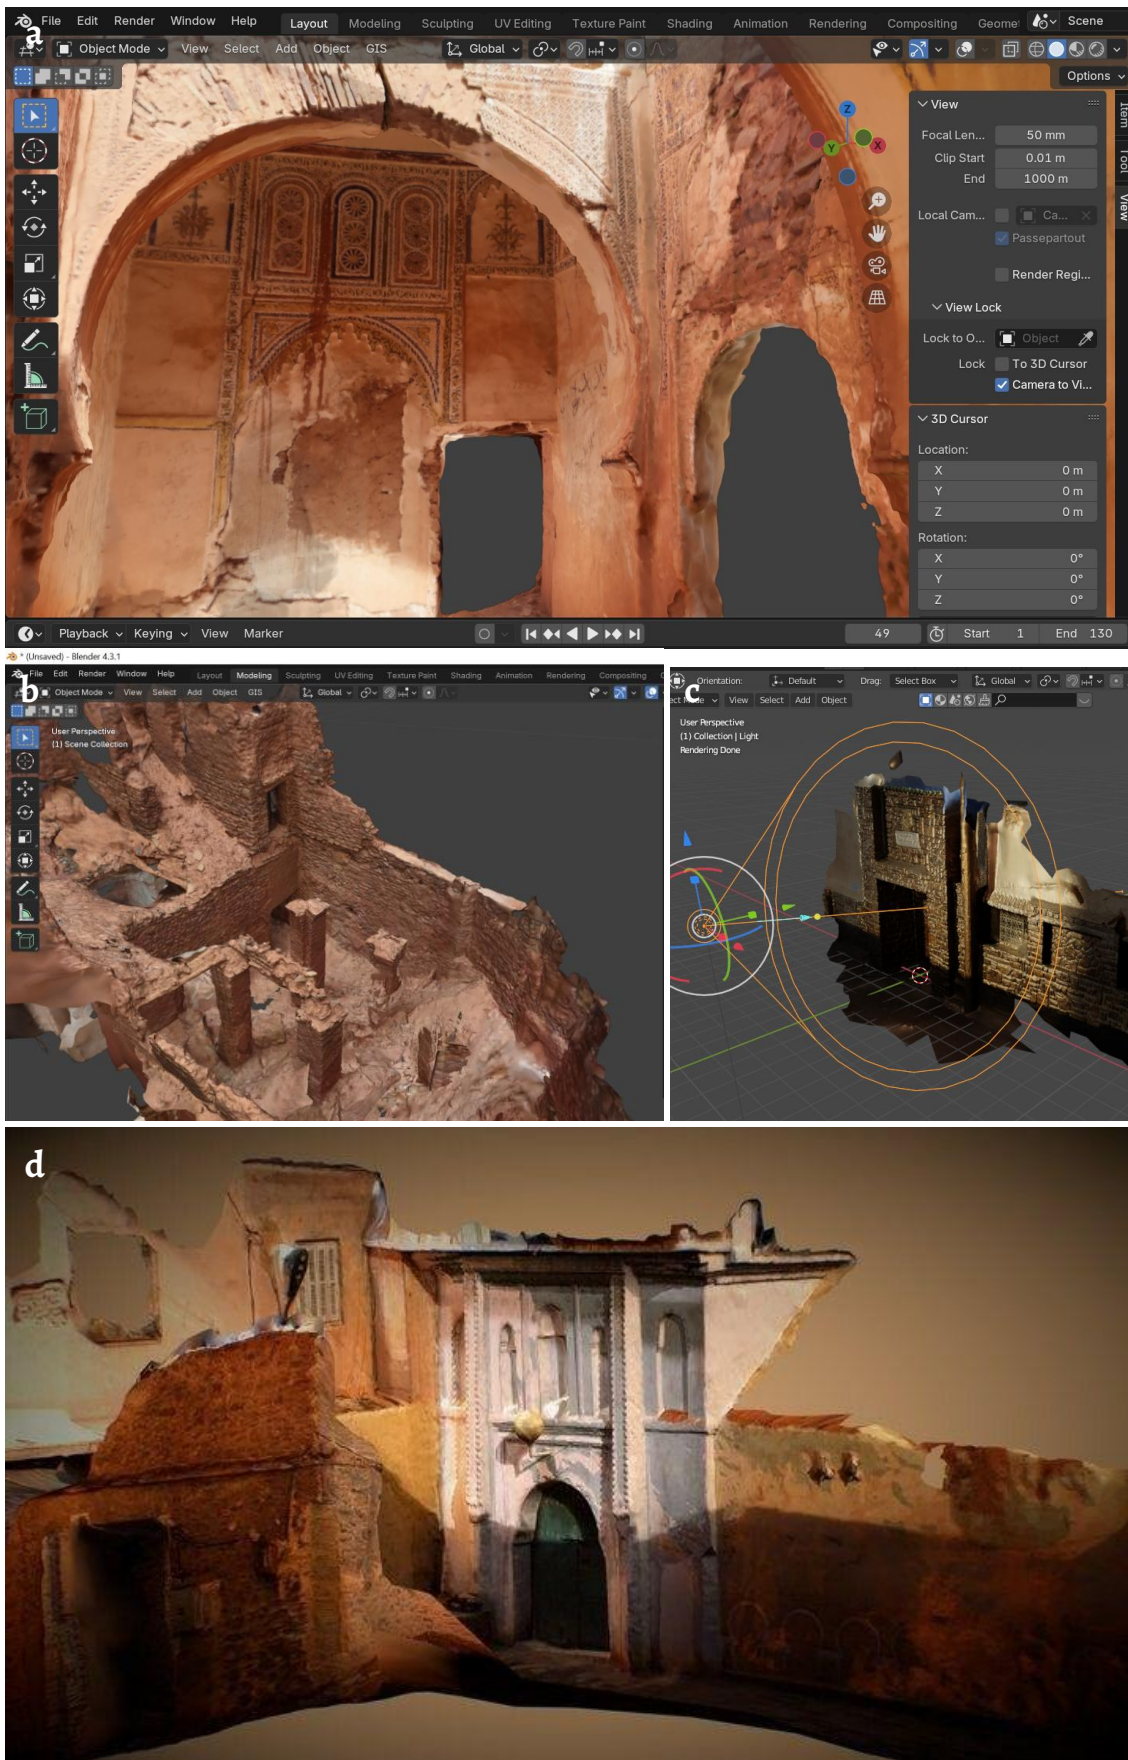 a
File Edit Render Window Help Layout Modeling Sculpting UV Editing Texture Paint Shading Animation Rendering Compositing Geome Scene
Object Mode View Select Add Object GIS Global
Options
View
Focal Len... 50 mm
Clip Start 0.01 m
End 1000 m
Local Cam... Ca...
Passepartout
Render Regi...
View Lock
Lock to O... Object
Lock To 3D Cursor
Camera to Vi...
3D Cursor
Location:
X 0 m
Y 0 m
Z 0 m
Rotation:
X 0°
Y 0°
Z 0°
Item
Tool
View
Z
Y
X
Playback Keying View Marker 49 Start 1 End 130
* (Unsaved) - Blender 4.3.1
b
File Edit Render Window Help Layout Modeling Sculpting UV Editing Texture Paint Shading Animation Rendering Compositing
Object Mode View Select Add Object GIS Global
User Perspective
(1) Scene Collection
c
Orientation: Default Drag: Select Box Global
View Select Add Object
User Perspective
(1) Collection | Light
Rendering Done
d